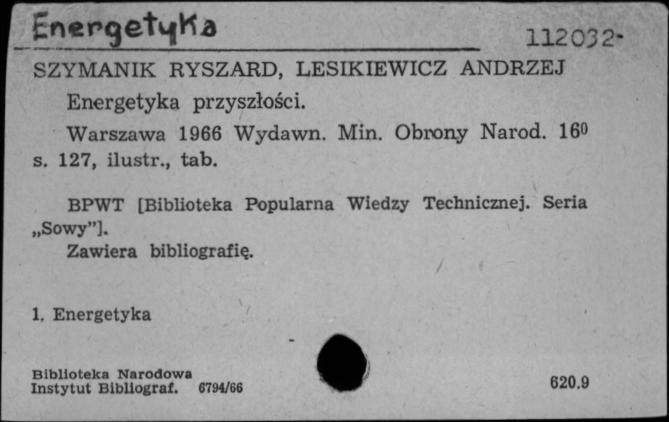 Energetyka
112032-
SZYMANIK RYSZARD, LESIKIEWICZ ANDRZEJ
Energetyka przyszłości.
Warszawa 1966 Wydawn. Min. Obrony Narod. 16⁰
s. 127, ilustr., tab.
BPWT [Biblioteka Popularna Wiedzy Technicznej. Seria
„Sowy”].
Zawiera bibliografię.
1. Energetyka
Biblioteka Narodowa
Instytut Bibliograf. 6794/66
620.9